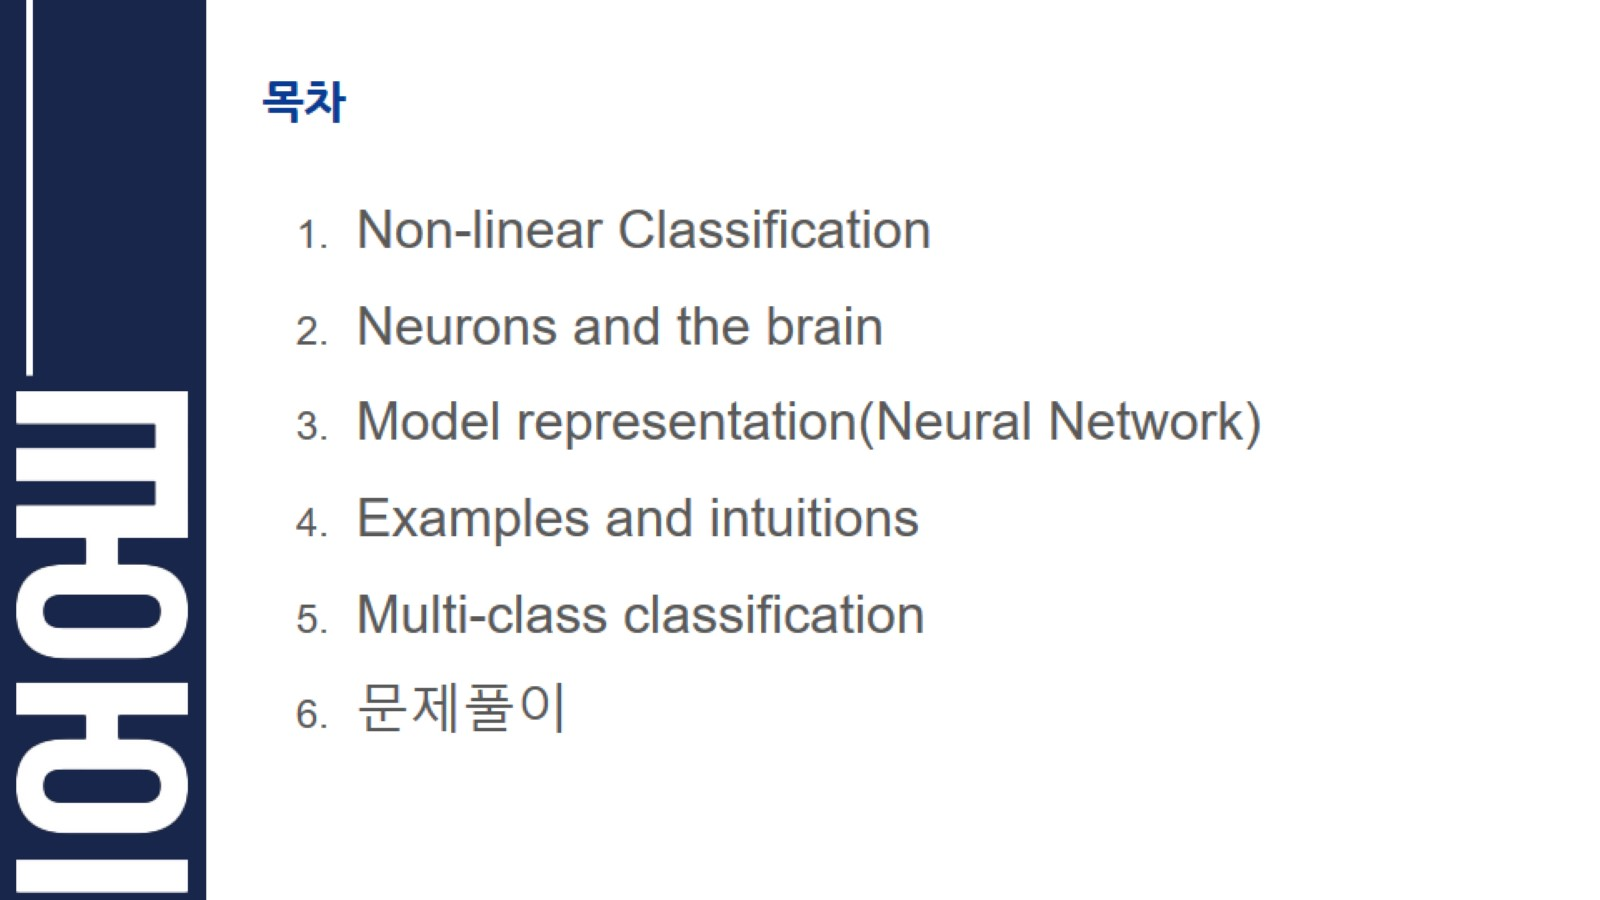 목차
1. Non-linear Classification
2. Neurons and the brain
3. Model representation(Neural Network)
4. Examples and intuitions
5. Multi-class classification
6. 문제풀이